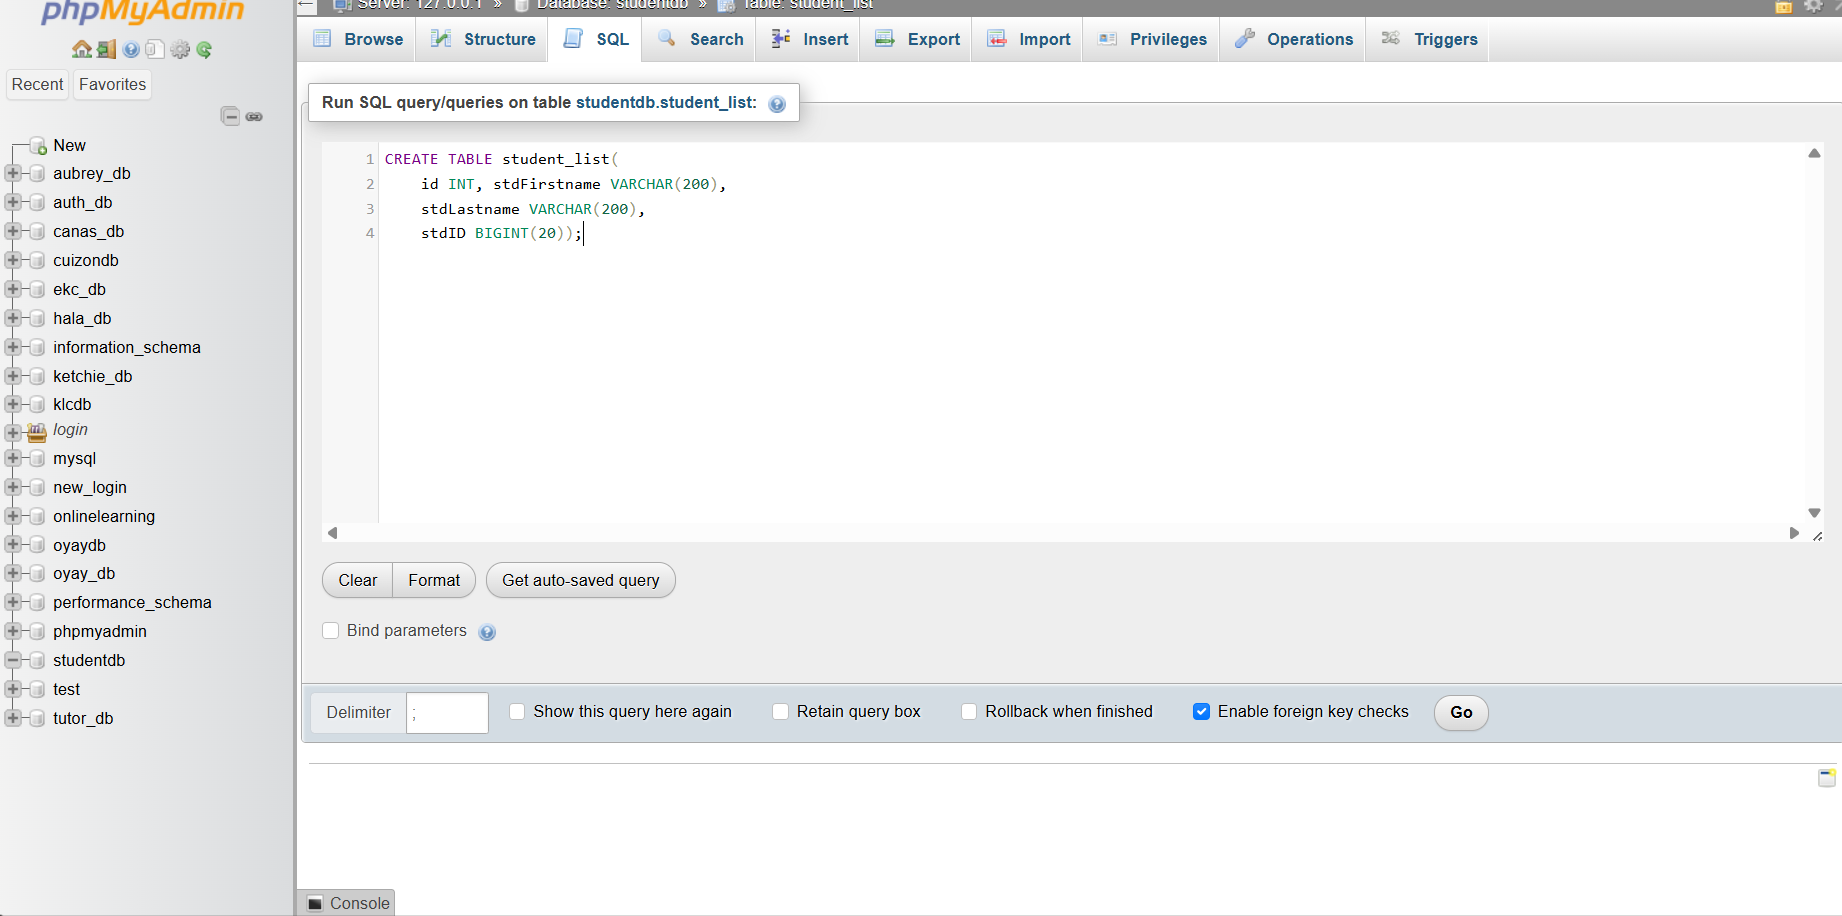 phpMyAdmin
Recent Favorites
New
aubrey_db
auth_db
canas_db
cuizondb
ekc_db
hala_db
information_schema
ketchie_db
klcdb
login
mysql
new_login
onlinelearning
oyaydb
oyay_db
performance_schema
phpmyadmin
studentdb
test
tutor_db
Server: 127.0.0.1 » Database: studentdb » Table: student_list
Browse Structure SQL Search Insert Export Import Privileges Operations Triggers
Run SQL query/queries on table studentdb.student_list:
1 CREATE TABLE student_list(
2 id INT, stdFirstname VARCHAR(200),
3 stdLastname VARCHAR(200),
4 stdID BIGINT(20));
Clear Format Get auto-saved query
Bind parameters
Delimiter ; Show this query here again Retain query box Rollback when finished Enable foreign key checks Go
Console